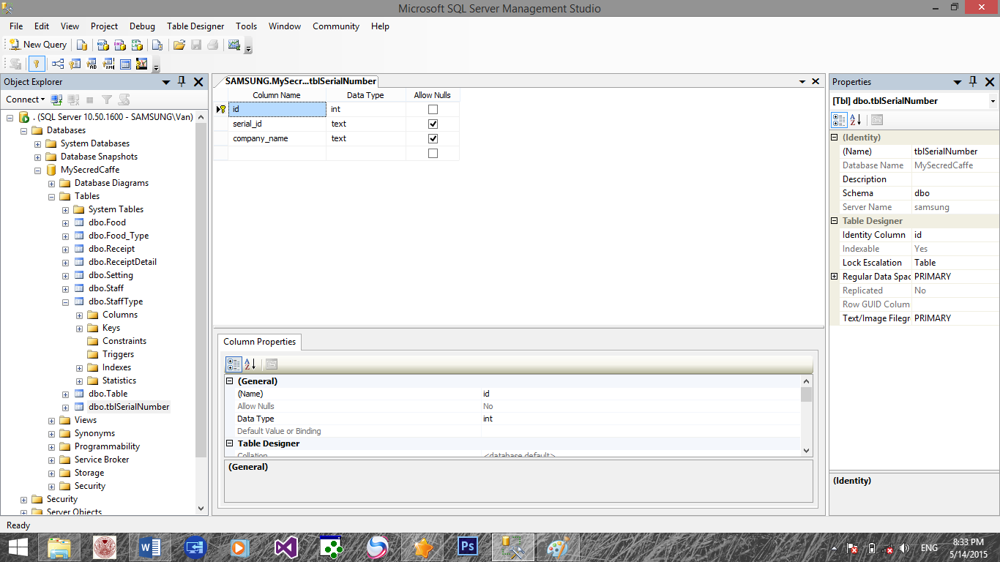 Microsoft SQL Server Management Studio
File Edit View Project Debug Table Designer Tools Window Community Help
New Query
Object Explorer
Connect
. (SQL Server 10.50.1600 - SAMSUNG\Van)
Databases
System Databases
Database Snapshots
MySecredCaffe
Database Diagrams
Tables
System Tables
dbo.Food
dbo.Food_Type
dbo.Receipt
dbo.ReceiptDetail
dbo.Setting
dbo.Staff
dbo.StaffType
Columns
Keys
Constraints
Triggers
Indexes
Statistics
dbo.Table
dbo.tblSerialNumber
Views
Synonyms
Programmability
Service Broker
Storage
Security
Security
Server Objects
SAMSUNG.MySecr...tblSerialNumber
Column Name Data Type Allow Nulls
id int
serial_id text
company_name text
Column Properties
(General)
(Name) id
Allow Nulls No
Data Type int
Default Value or Binding
Table Designer
Collation <database default>
(General)
Properties
[Tbl] dbo.tblSerialNumber
(Identity)
(Name) tblSerialNumber
Database Name MySecredCaffe
Description
Schema dbo
Server Name samsung
Table Designer
Identity Column id
Indexable Yes
Lock Escalation Table
Regular Data Spac PRIMARY
Replicated No
Row GUID Colum
Text/Image Filegr PRIMARY
(Identity)
Ready
Ps
ENG
8:33 PM
5/14/2015